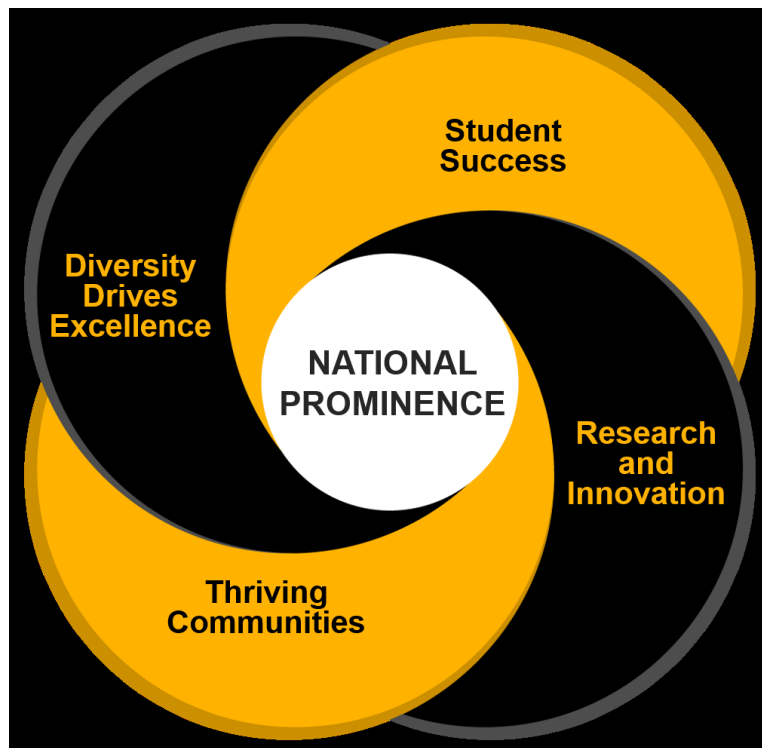 Student
Success
Diversity
Drives
Excellence
NATIONAL
PROMINENCE
Research
and
Innovation
Thriving
Communities